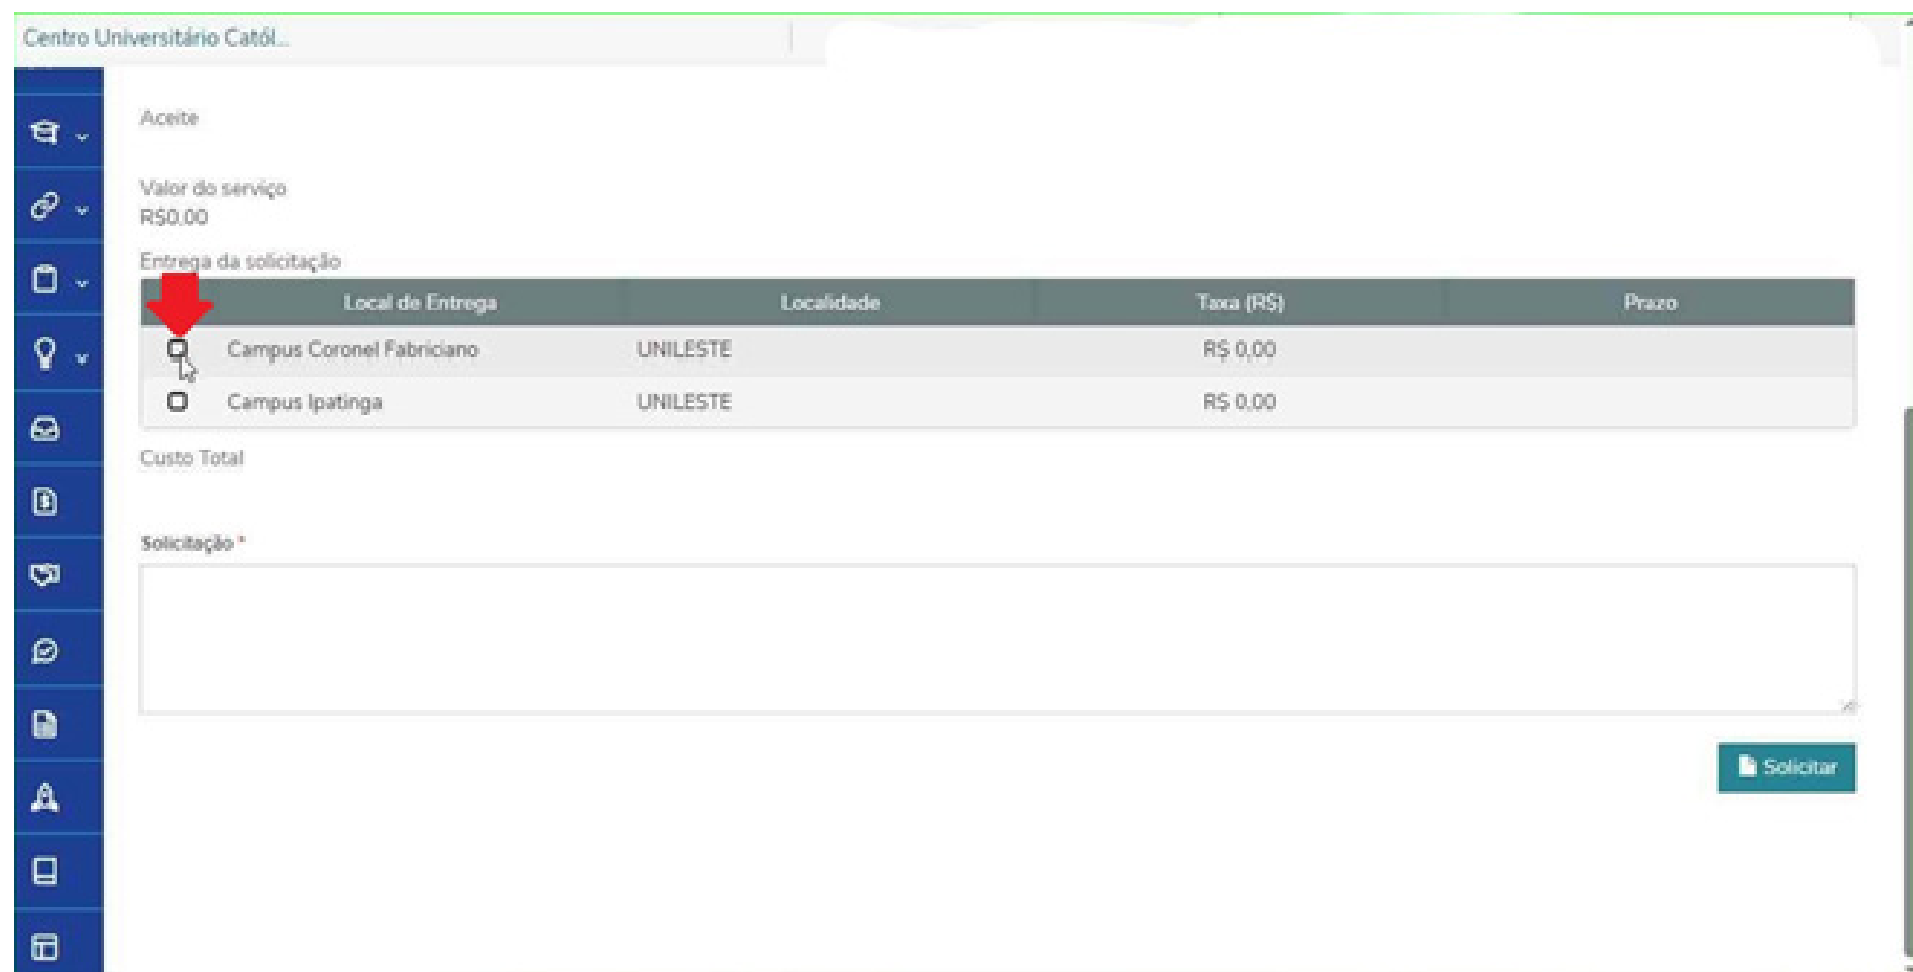 Centro Universitário Catól...
Aceite
Valor do serviço
R$0,00
Entrega da solicitação
Local de Entrega Localidade Taxa (R$) Prazo
Campus Coronel Fabriciano UNILESTE R$ 0,00
Campus Ipatinga UNILESTE R$ 0,00
Custo Total
Solicitação *
Solicitar